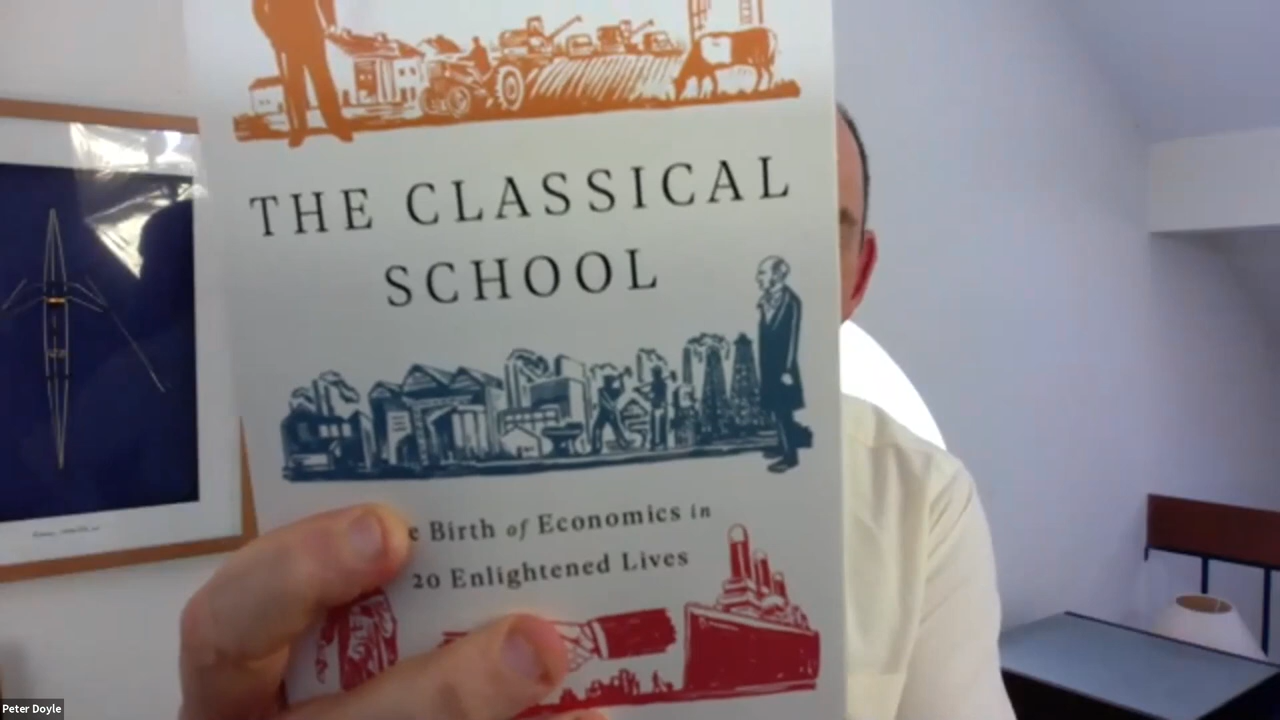 THE CLASSICAL
SCHOOL
e Birth of Economics in
20 Enlightened Lives
Peter Doyle